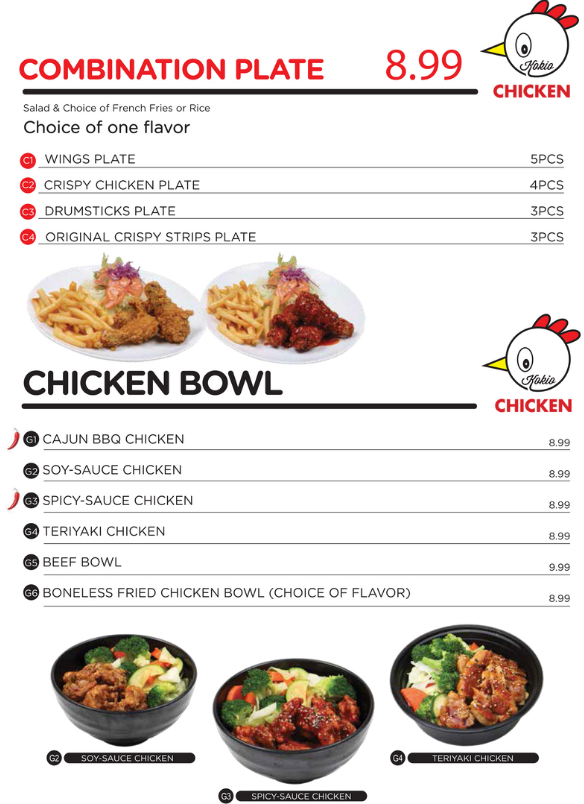 COMBINATION PLATE 8.99
Kokio
CHICKEN
Salad & Choice of French Fries or Rice
Choice of one flavor
C1 WINGS PLATE 5PCS
C2 CRISPY CHICKEN PLATE 4PCS
C3 DRUMSTICKS PLATE 3PCS
C4 ORIGINAL CRISPY STRIPS PLATE 3PCS
CHICKEN BOWL
Kokio
CHICKEN
G1 CAJUN BBQ CHICKEN 8.99
G2 SOY-SAUCE CHICKEN 8.99
G3 SPICY-SAUCE CHICKEN 8.99
G4 TERIYAKI CHICKEN 8.99
G5 BEEF BOWL 9.99
G6 BONELESS FRIED CHICKEN BOWL (CHOICE OF FLAVOR) 8.99
G2 SOY-SAUCE CHICKEN
G4 TERIYAKI CHICKEN
G3 SPICY-SAUCE CHICKEN